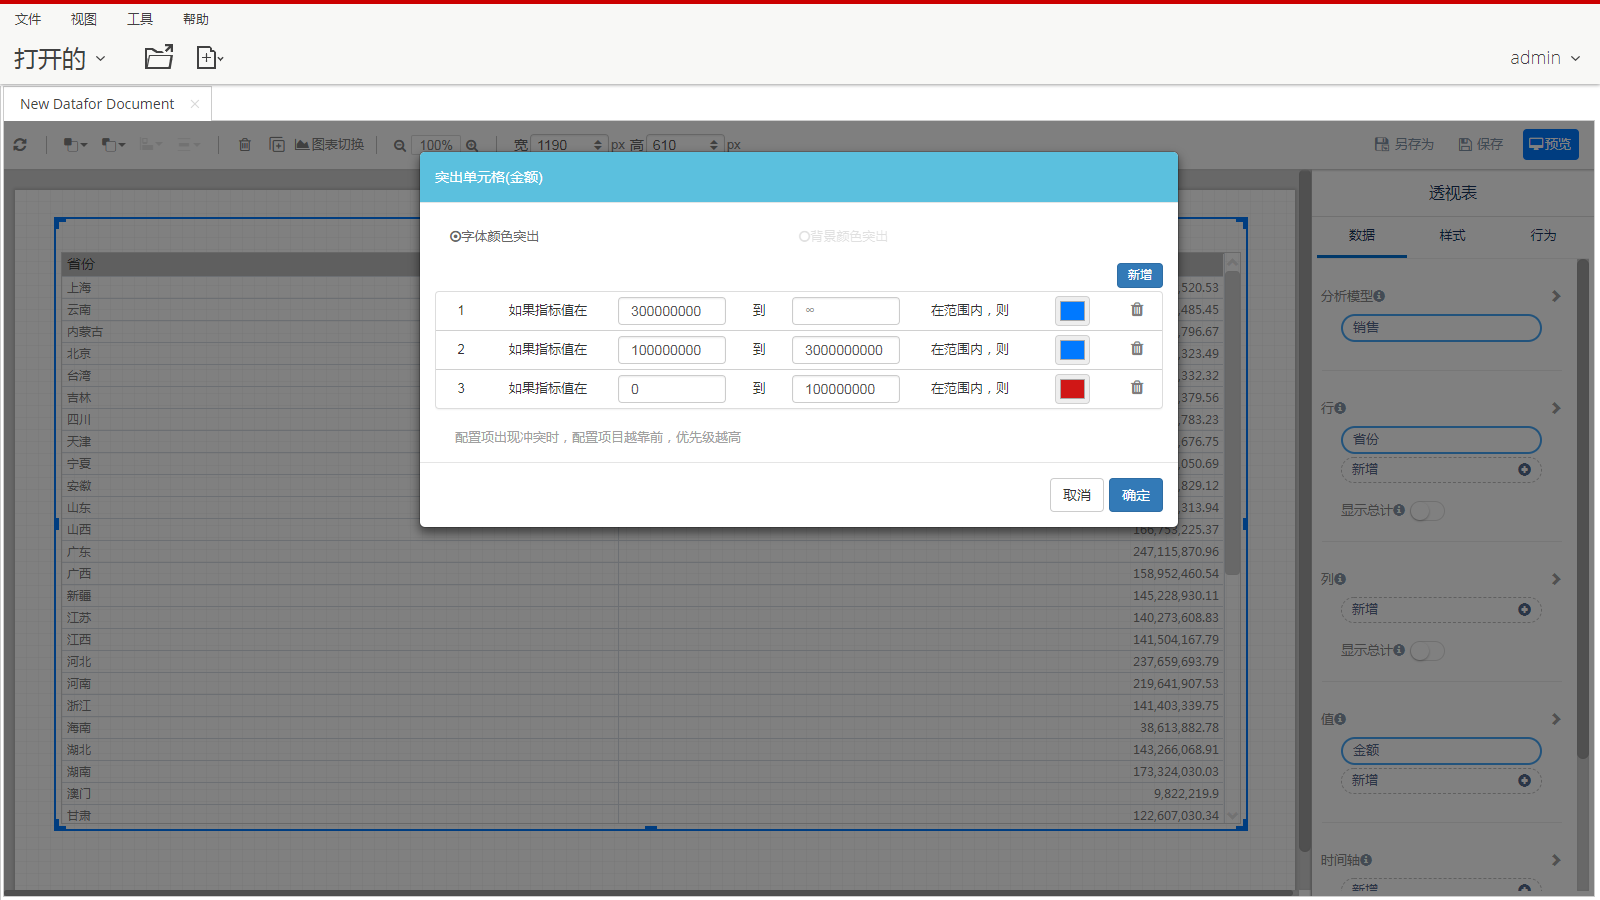 文件 视图 工具 帮助
打开的
admin
New Datafor Document ×
图表切换 100% 宽 1190 px 高 610 px 另存为 保存 预览
突出单元格(金额)
字体颜色突出 背景颜色突出
新增
1 如果指标值在 300000000 到 ∞ 在范围内，则
2 如果指标值在 100000000 到 3000000000 在范围内，则
3 如果指标值在 0 到 100000000 在范围内，则
配置项出现冲突时，配置项目越靠前，优先级越高
取消 确定
省份
上海 ,520.53
云南 ,485.45
内蒙古 ,796.67
北京 ,323.49
台湾 ,332.32
吉林 ,379.56
四川 ,783.23
天津 ,676.75
宁夏 ,050.69
安徽 ,829.12
山东 ,313.94
山西 166,753,225.37
广东 247,115,870.96
广西 158,952,460.54
新疆 145,228,930.11
江苏 140,273,608.83
江西 141,504,167.79
河北 237,659,693.79
河南 219,641,907.53
浙江 141,403,339.75
海南 38,613,882.78
湖北 143,266,068.91
湖南 173,324,030.03
澳门 9,822,219.9
甘肃 122,607,030.34
透视表
数据 样式 行为
分析模型
销售
行
省份
新增
显示总计
列
新增
显示总计
值
金额
新增
时间轴
新增